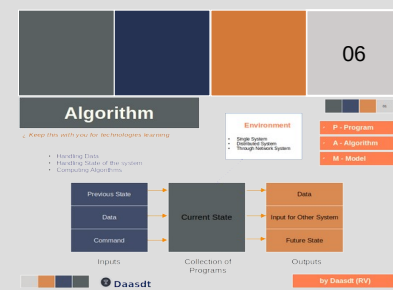 06
Algorithm
Keep this with you for technologies learning
Environment
• Single System
• Distributed System
• Through Network System
• P - Program
• A - Algorithm
• M - Model
• Handling Data
• Handling State of the system
• Computing Algorithms
Previous State
Data
Command
Current State
Data
Input for Other System
Future State
Inputs
Collection of
Programs
Outputs
Daasdt
by Daasdt (RV)